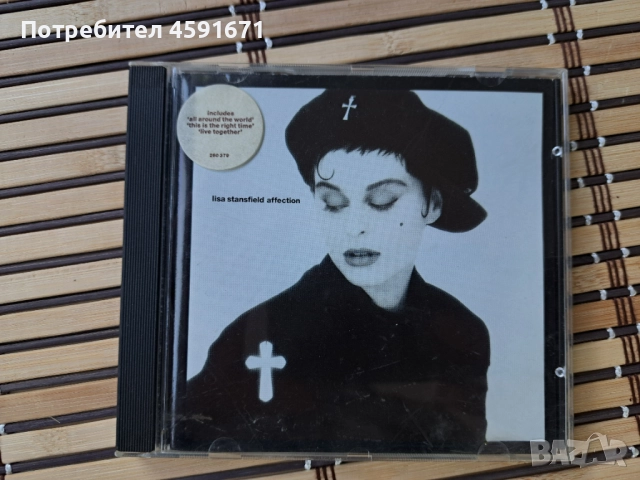 Потребител 4591671
includes
"all around the world"
"this is the right time"
"live together"
260 379
lisa stansfield affection
BAZAR